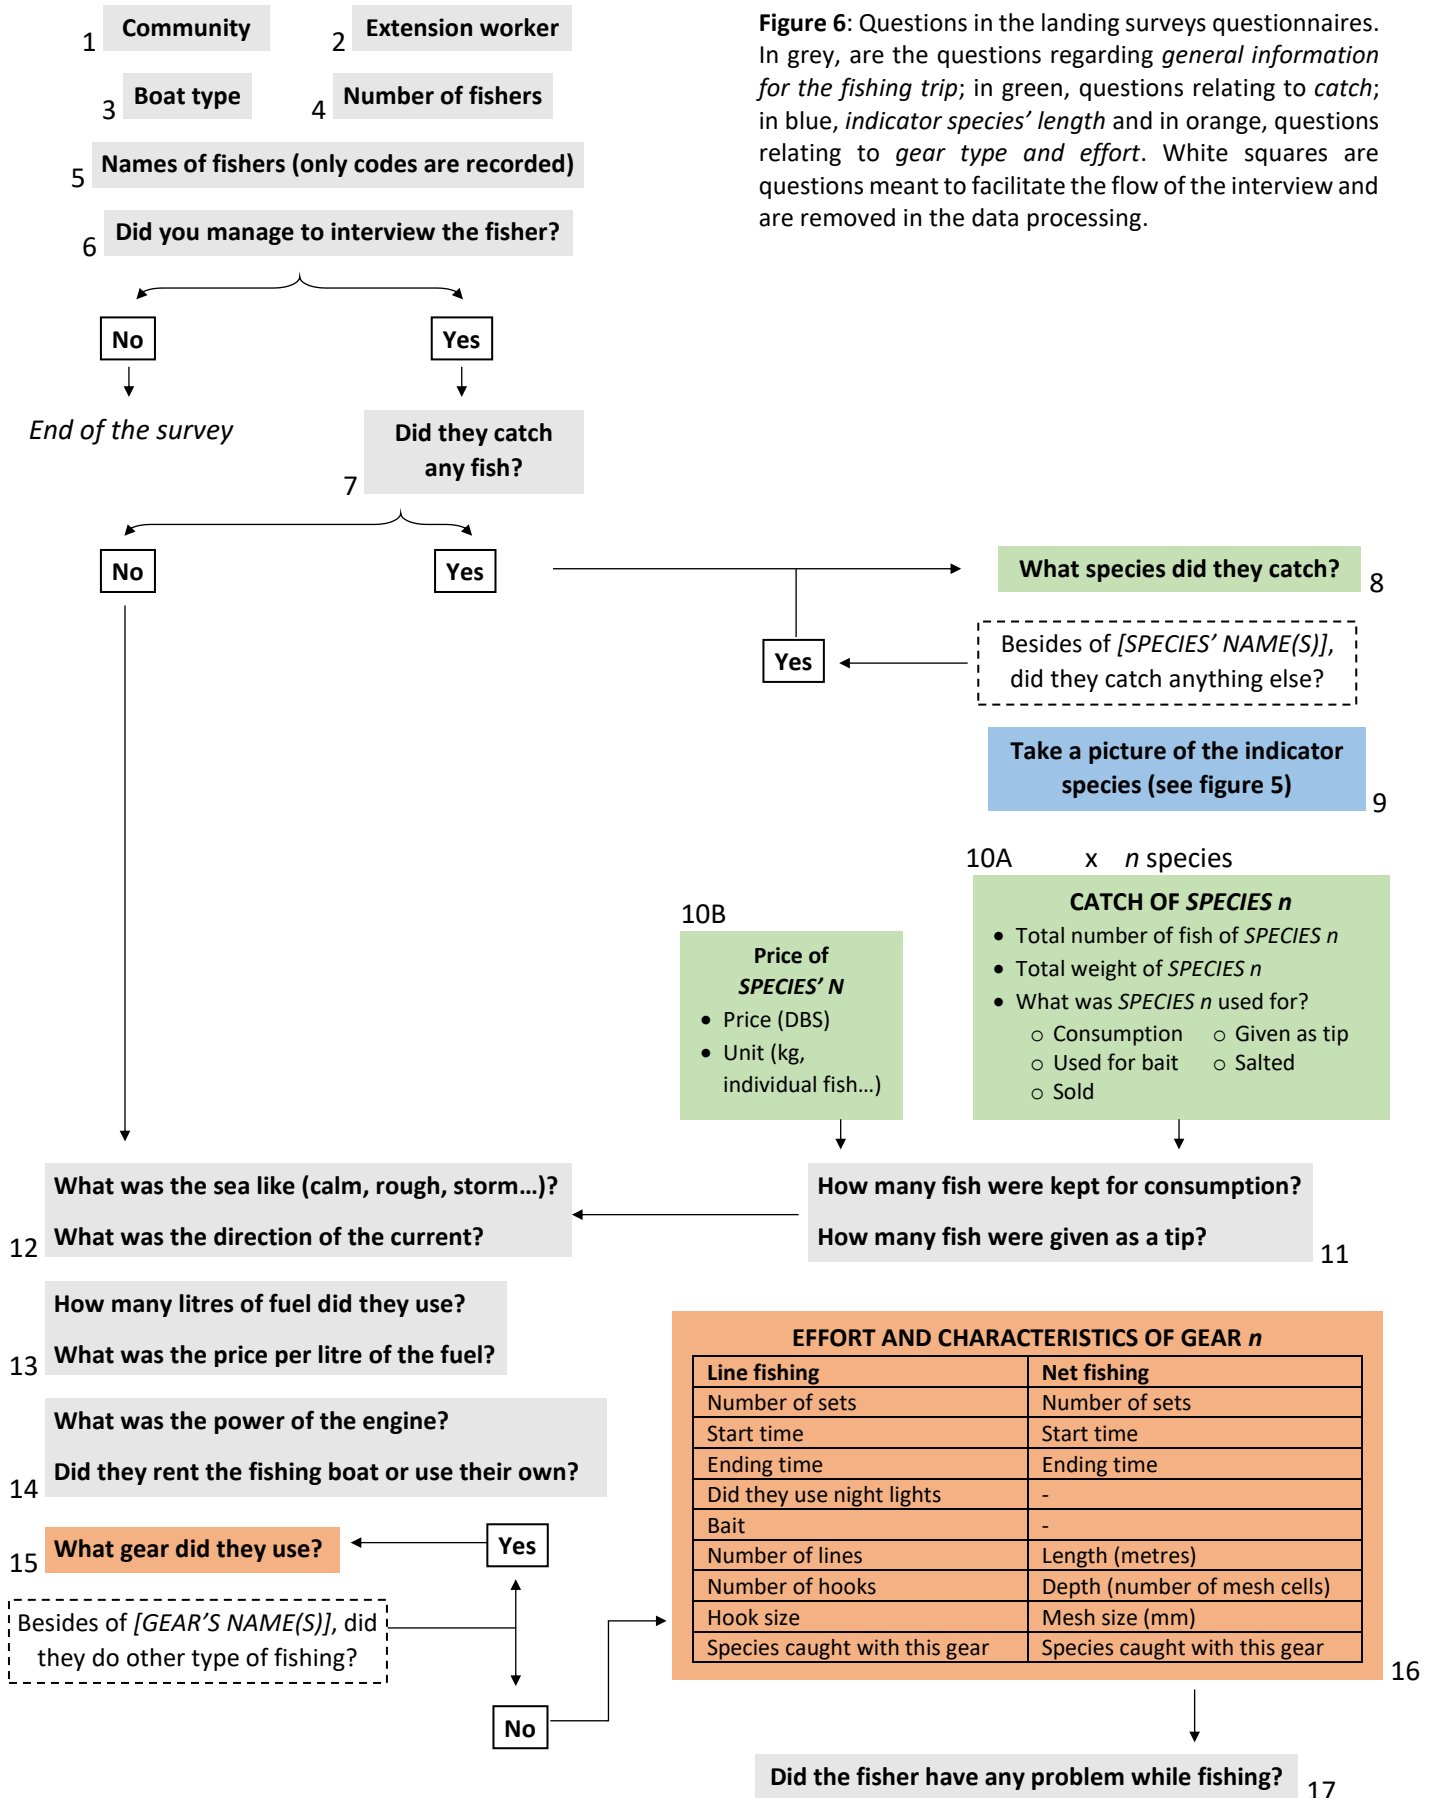 1 Community
2 Extension worker
3 Boat type
4 Number of fishers
5 Names of fishers (only codes are recorded)
6 Did you manage to interview the fisher?
Figure 6: Questions in the landing surveys questionnaires.
In grey, are the questions regarding general information
for the fishing trip; in green, questions relating to catch;
in blue, indicator species' length and in orange, questions
relating to gear type and effort. White squares are
questions meant to facilitate the flow of the interview and
are removed in the data processing.
No
Yes
End of the survey
Did they catch
any fish?
7
No
Yes
What species did they catch?
8
Besides of [SPECIES' NAME(S)],
did they catch anything else?
Yes
Take a picture of the indicator
species (see figure 5)
9
10A x n species
CATCH OF SPECIES n
• Total number of fish of SPECIES n
• Total weight of SPECIES n
• What was SPECIES n used for?
○ Consumption ○ Given as tip
○ Used for bait ○ Salted
○ Sold
10B
Price of
SPECIES' N
• Price (DBS)
• Unit (kg,
individual fish…)
How many fish were kept for consumption?
How many fish were given as a tip?
11
What was the sea like (calm, rough, storm…)?
What was the direction of the current?
12
How many litres of fuel did they use?
What was the price per litre of the fuel?
13
What was the power of the engine?
Did they rent the fishing boat or use their own?
14
15 What gear did they use?
Yes
Besides of [GEAR'S NAME(S)], did
they do other type of fishing?
No
EFFORT AND CHARACTERISTICS OF GEAR n
Line fishing Net fishing
Number of sets Number of sets
Start time Start time
Ending time Ending time
Did they use night lights -
Bait -
Number of lines Length (metres)
Number of hooks Depth (number of mesh cells)
Hook size Mesh size (mm)
Species caught with this gear Species caught with this gear
16
Did the fisher have any problem while fishing?
17